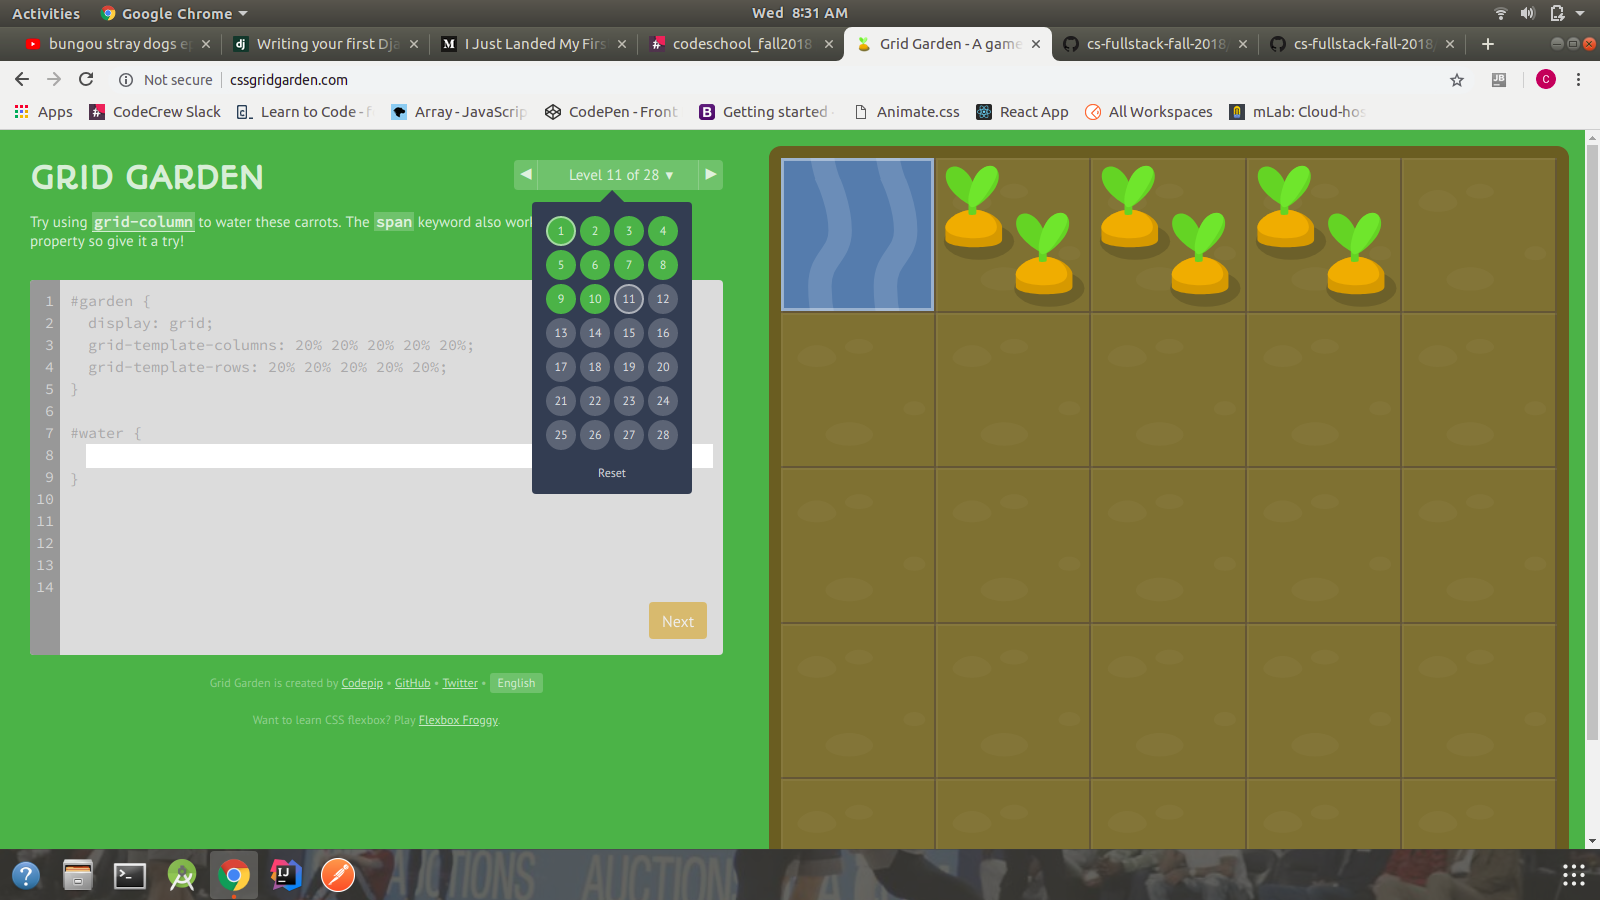 Activities Google Chrome Wed 8:31 AM
bungou stray dogs ep Writing your first Dja I Just Landed My Firs codeschool_fall2018 Grid Garden - A game cs-fullstack-fall-2018 cs-fullstack-fall-2018
Not secure cssgridgarden.com JB C
Apps CodeCrew Slack Learn to Code - f Array - JavaScrip CodePen - Front Getting started All Workspaces React App Animate.css mLab: Cloud-hos
GRID GARDEN
Level 11 of 28
Try using grid-column to water these carrots. The span keyword also work
property so give it a try!
1 2 3 4
5 6 7 8
9 10 11 12
13 14 15 16
17 18 19 20
21 22 23 24
25 26 27 28
Reset
1 #garden {
2 display: grid;
3 grid-template-columns: 20% 20% 20% 20% 20%;
4 grid-template-rows: 20% 20% 20% 20% 20%;
5 }
6
7 #water {
8
9 }
10
11
12
13
14
Next
Grid Garden is created by Codepip • GitHub • Twitter • English
Want to learn CSS flexbox? Play Flexbox Froggy.
AUCTIONS AUCTION